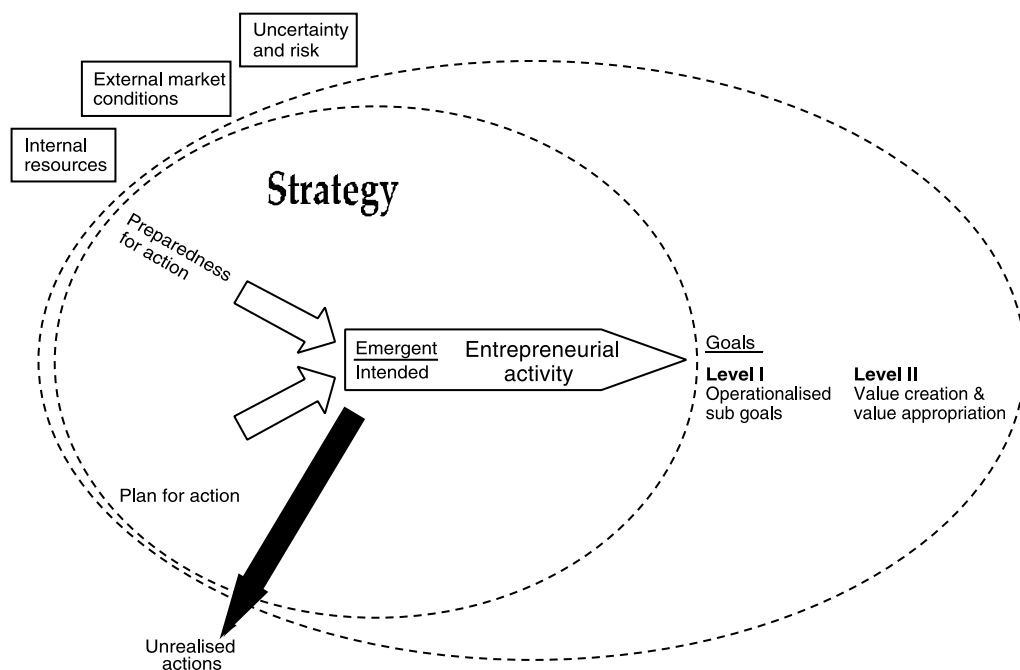 Uncertainty
and risk
External market
conditions
Internal
resources
Strategy
Preparedness
for action
Emergent
Intended
Entrepreneurial
activity
Goals
Level I
Operationalised
sub goals
Level II
Value creation &
value appropriation
Plan for action
Unrealised
actions